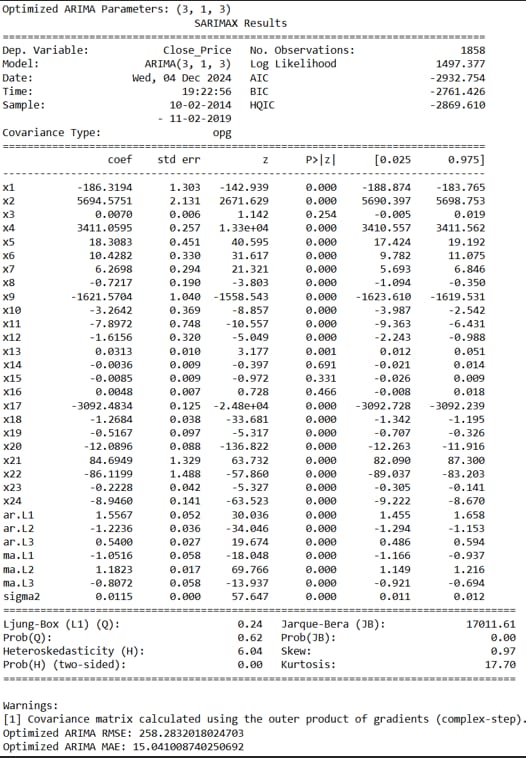 Optimized ARIMA Parameters: (3, 1, 3)
SARIMAX Results
==============================================================================
Dep. Variable: Close_Price No. Observations: 1858
Model: ARIMA(3, 1, 3) Log Likelihood 1497.377
Date: Wed, 04 Dec 2024 AIC -2932.754
Time: 19:22:56 BIC -2761.426
Sample: 10-02-2014 HQIC -2869.610
- 11-02-2019
Covariance Type: opg
==============================================================================
coef std err z P>|z| [0.025 0.975]
------------------------------------------------------------------------------
x1 -186.3194 1.303 -142.939 0.000 -188.874 -183.765
x2 5694.5751 2.131 2671.629 0.000 5690.397 5698.753
x3 0.0070 0.006 1.142 0.254 -0.005 0.019
x4 3411.0595 0.257 1.33e+04 0.000 3410.557 3411.562
x5 18.3083 0.451 40.595 0.000 17.424 19.192
x6 10.4282 0.330 31.617 0.000 9.782 11.075
x7 6.2698 0.294 21.321 0.000 5.693 6.846
x8 -0.7217 0.190 -3.803 0.000 -1.094 -0.350
x9 -1621.5704 1.040 -1558.543 0.000 -1623.610 -1619.531
x10 -3.2642 0.369 -8.857 0.000 -3.987 -2.542
x11 -7.8972 0.748 -10.557 0.000 -9.363 -6.431
x12 -1.6156 0.320 -5.049 0.000 -2.243 -0.988
x13 0.0313 0.010 3.177 0.001 0.012 0.051
x14 -0.0036 0.009 -0.397 0.691 -0.021 0.014
x15 -0.0085 0.009 -0.972 0.331 -0.026 0.009
x16 0.0048 0.007 0.728 0.466 -0.008 0.018
x17 -3092.4834 0.125 -2.48e+04 0.000 -3092.728 -3092.239
x18 -1.2684 0.038 -33.681 0.000 -1.342 -1.195
x19 -0.5167 0.097 -5.317 0.000 -0.707 -0.326
x20 -12.0896 0.088 -136.822 0.000 -12.263 -11.916
x21 84.6949 1.329 63.732 0.000 82.090 87.300
x22 -86.1199 1.488 -57.860 0.000 -89.037 -83.203
x23 -0.2228 0.042 -5.327 0.000 -0.305 -0.141
x24 -8.9460 0.141 -63.523 0.000 -9.222 -8.670
ar.L1 1.5567 0.052 30.036 0.000 1.455 1.658
ar.L2 -1.2236 0.036 -34.046 0.000 -1.294 -1.153
ar.L3 0.5400 0.027 19.674 0.000 0.486 0.594
ma.L1 -1.0516 0.058 -18.048 0.000 -1.166 -0.937
ma.L2 1.1823 0.017 69.766 0.000 1.149 1.216
ma.L3 -0.8072 0.058 -13.937 0.000 -0.921 -0.694
sigma2 0.0115 0.000 57.647 0.000 0.011 0.012
==============================================================================
Ljung-Box (L1) (Q): 0.24 Jarque-Bera (JB): 17011.61
Prob(Q): 0.62 Prob(JB): 0.00
Heteroskedasticity (H): 6.04 Skew: 0.97
Prob(H) (two-sided): 0.00 Kurtosis: 17.70
==============================================================================
Warnings:
[1] Covariance matrix calculated using the outer product of gradients (complex-step).
Optimized ARIMA RMSE: 258.2832018024703
Optimized ARIMA MAE: 15.041008740250692